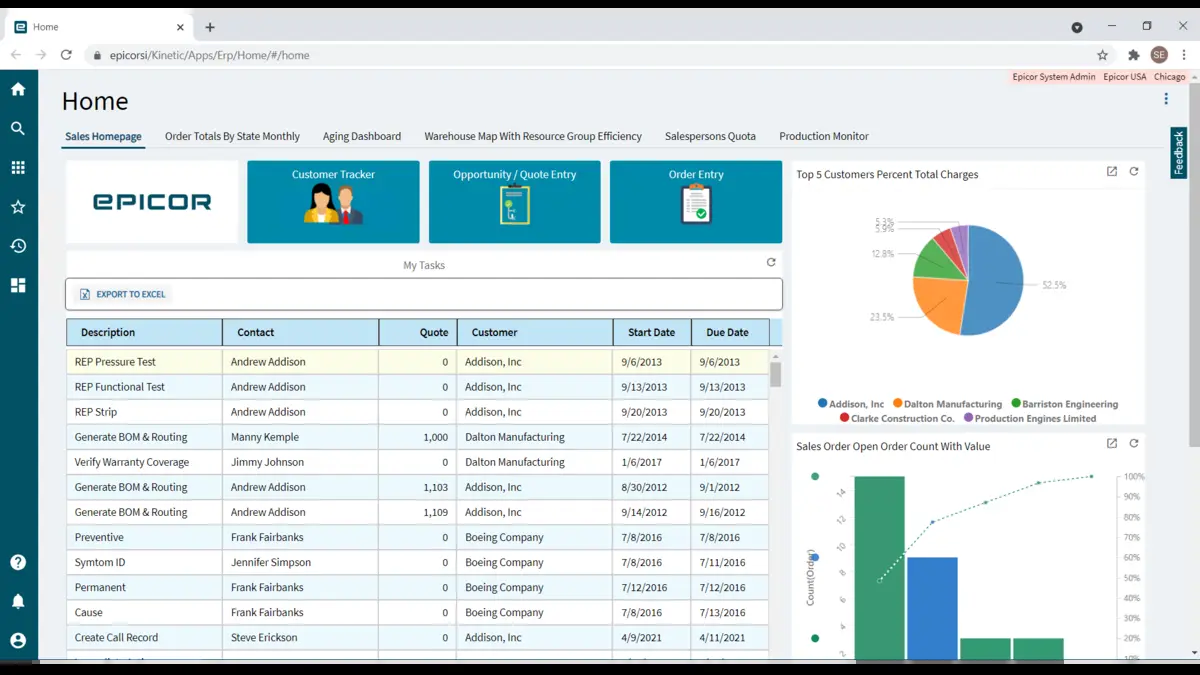 Home
epicorsi/Kinetic/Apps/Erp/Home/#/home
SE
Epicor System Admin Epicor USA Chicago
Home
Feedback
Sales Homepage Order Totals By State Monthly Aging Dashboard Warehouse Map With Resource Group Efficiency Salespersons Quota Production Monitor
EPICOR
Customer Tracker
Opportunity / Quote Entry
Order Entry
My Tasks
EXPORT TO EXCEL
Description Contact Quote Customer Start Date Due Date
REP Pressure Test Andrew Addison 0 Addison, Inc 9/6/2013 9/6/2013
REP Functional Test Andrew Addison 0 Addison, Inc 9/13/2013 9/13/2013
REP Strip Andrew Addison 0 Addison, Inc 9/20/2013 9/20/2013
Generate BOM & Routing Manny Kemple 1,000 Dalton Manufacturing 7/22/2014 7/22/2014
Verify Warranty Coverage Jimmy Johnson 0 Dalton Manufacturing 1/6/2017 1/6/2017
Generate BOM & Routing Andrew Addison 1,103 Addison, Inc 8/30/2012 9/1/2012
Generate BOM & Routing Andrew Addison 1,109 Addison, Inc 9/14/2012 9/16/2012
Preventive Frank Fairbanks 0 Boeing Company 7/8/2016 7/8/2016
Symtom ID Jennifer Simpson 0 Boeing Company 7/8/2016 7/11/2016
Permanent Frank Fairbanks 0 Boeing Company 7/12/2016 7/12/2016
Cause Frank Fairbanks 0 Boeing Company 7/8/2016 7/13/2016
Create Call Record Steve Erickson 0 Addison, Inc 4/9/2021 4/11/2021
Top 5 Customers Percent Total Charges
5.3%
5.9%
12.8%
23.5%
52.5%
Addison, Inc Dalton Manufacturing Barriston Engineering
Clarke Construction Co. Production Engines Limited
Sales Order Open Order Count With Value
Count(Order)
14
12
10
8
6
4
2
100%
90%
80%
70%
60%
50%
40%
30%
20%
10%